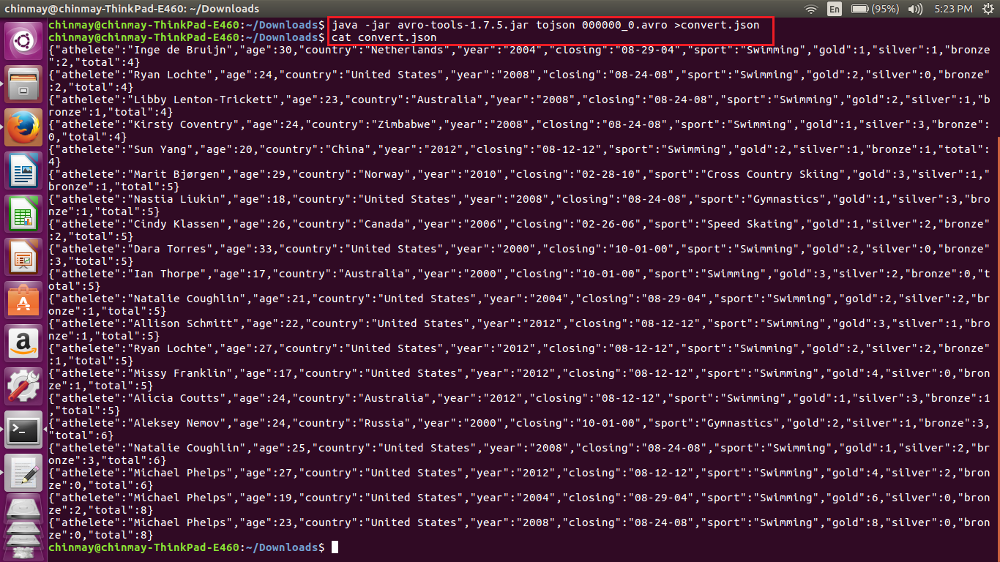 chinmay@chinmay-ThinkPad-E460: ~/Downloads
En
(95%)
5:23 PM
chinmay@chinmay-ThinkPad-E460:~/Downloads$ java -jar avro-tools-1.7.5.jar tojson 000000_0.avro >convert.json
chinmay@chinmay-ThinkPad-E460:~/Downloads$ cat convert.json
{"athelete":"Inge de Bruijn","age":30,"country":"Netherlands","year":"2004","closing":"08-29-04","sport":"Swimming","gold":1,"silver":1,"bronze
":2,"total":4}
{"athelete":"Ryan Lochte","age":24,"country":"United States","year":"2008","closing":"08-24-08","sport":"Swimming","gold":2,"silver":0,"bronze"
:2,"total":4}
{"athelete":"Libby Lenton-Trickett","age":23,"country":"Australia","year":"2008","closing":"08-24-08","sport":"Swimming","gold":2,"silver":1,"b
ronze":1,"total":4}
{"athelete":"Kirsty Coventry","age":24,"country":"Zimbabwe","year":"2008","closing":"08-24-08","sport":"Swimming","gold":1,"silver":3,"bronze":
0,"total":4}
{"athelete":"Sun Yang","age":20,"country":"China","year":"2012","closing":"08-12-12","sport":"Swimming","gold":2,"silver":1,"bronze":1,"total":
4}
{"athelete":"Marit Bjørgen","age":29,"country":"Norway","year":"2010","closing":"02-28-10","sport":"Cross Country Skiing","gold":3,"silver":1,"
bronze":1,"total":5}
{"athelete":"Nastia Liukin","age":18,"country":"United States","year":"2008","closing":"08-24-08","sport":"Gymnastics","gold":1,"silver":3,"bro
nze":1,"total":5}
{"athelete":"Cindy Klassen","age":26,"country":"Canada","year":"2006","closing":"02-26-06","sport":"Speed Skating","gold":1,"silver":2,"bronze"
:2,"total":5}
{"athelete":"Dara Torres","age":33,"country":"United States","year":"2000","closing":"10-01-00","sport":"Swimming","gold":2,"silver":0,"bronze"
:3,"total":5}
{"athelete":"Ian Thorpe","age":17,"country":"Australia","year":"2000","closing":"10-01-00","sport":"Swimming","gold":3,"silver":2,"bronze":0,"t
otal":5}
{"athelete":"Natalie Coughlin","age":21,"country":"United States","year":"2004","closing":"08-29-04","sport":"Swimming","gold":2,"silver":2,"br
onze":1,"total":5}
{"athelete":"Allison Schmitt","age":22,"country":"United States","year":"2012","closing":"08-12-12","sport":"Swimming","gold":3,"silver":1,"bro
nze":1,"total":5}
{"athelete":"Ryan Lochte","age":27,"country":"United States","year":"2012","closing":"08-12-12","sport":"Swimming","gold":2,"silver":2,"bronze"
:1,"total":5}
{"athelete":"Missy Franklin","age":17,"country":"United States","year":"2012","closing":"08-12-12","sport":"Swimming","gold":4,"silver":0,"bron
ze":1,"total":5}
{"athelete":"Alicia Coutts","age":24,"country":"Australia","year":"2012","closing":"08-12-12","sport":"Swimming","gold":1,"silver":3,"bronze":1
,"total":5}
{"athelete":"Aleksey Nemov","age":24,"country":"Russia","year":"2000","closing":"10-01-00","sport":"Gymnastics","gold":2,"silver":1,"bronze":3,
"total":6}
{"athelete":"Natalie Coughlin","age":25,"country":"United States","year":"2008","closing":"08-24-08","sport":"Swimming","gold":1,"silver":2,"br
onze":3,"total":6}
{"athelete":"Michael Phelps","age":27,"country":"United States","year":"2012","closing":"08-12-12","sport":"Swimming","gold":4,"silver":2,"bron
ze":0,"total":6}
{"athelete":"Michael Phelps","age":19,"country":"United States","year":"2004","closing":"08-29-04","sport":"Swimming","gold":6,"silver":0,"bron
ze":2,"total":8}
{"athelete":"Michael Phelps","age":23,"country":"United States","year":"2008","closing":"08-24-08","sport":"Swimming","gold":8,"silver":0,"bron
ze":0,"total":8}
chinmay@chinmay-ThinkPad-E460:~/Downloads$